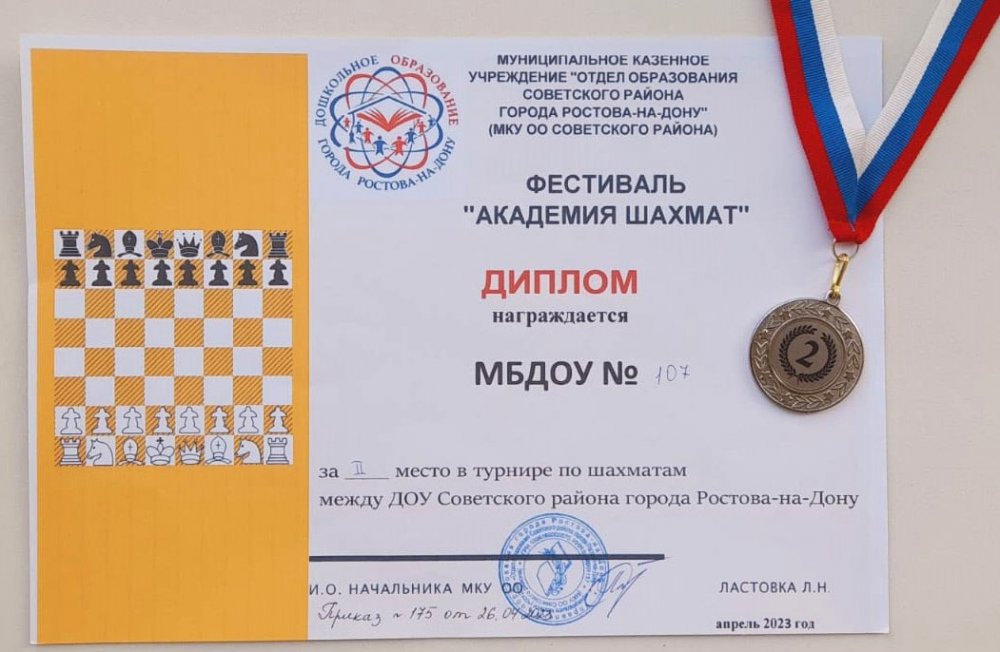 ДОШКОЛЬНОЕ ОБРАЗОВАНИЕ
ГОРОДА РОСТОВА-НА-ДОНУ
МУНИЦИПАЛЬНОЕ КАЗЕННОЕ
УЧРЕЖДЕНИЕ "ОТДЕЛ ОБРАЗОВАНИЯ
СОВЕТСКОГО РАЙОНА
ГОРОДА РОСТОВА-НА-ДОНУ"
(МКУ ОО СОВЕТСКОГО РАЙОНА)
ФЕСТИВАЛЬ
"АКАДЕМИЯ ШАХМАТ"
ДИПЛОМ
награждается
МБДОУ № 107
2
за II место в турнире по шахматам
между ДОУ Советского района города Ростова-на-Дону
И.О. НАЧАЛЬНИКА МКУ ОО
ЛАСТОВКА Л.Н.
Приказ № 175 от 26.04.2023
апрель 2023 год